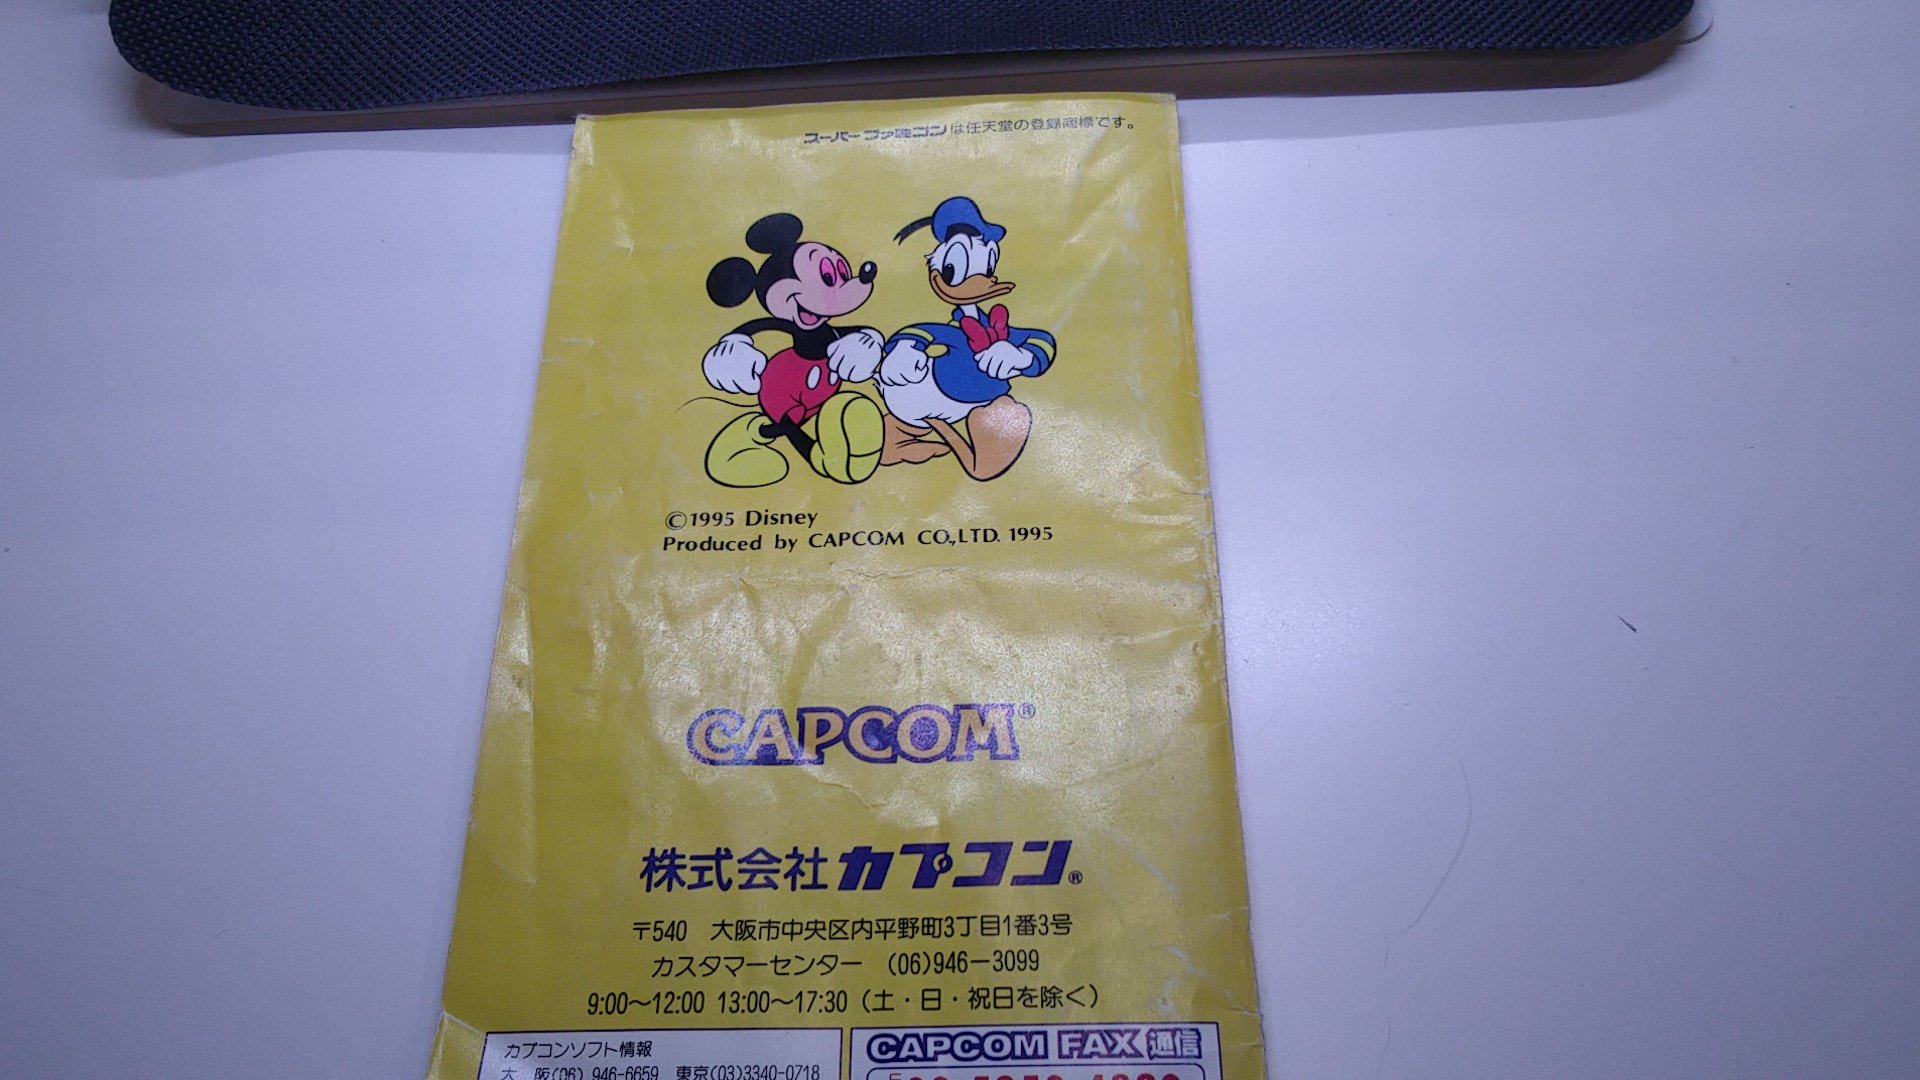 スーパーファミコンは任天堂の登録商標です。
©1995 Disney
Produced by CAPCOM CO.,LTD. 1995
CAPCOM®
株式会社カプコン®
〒540 大阪市中央区内平野町3丁目1番3号
カスタマーセンター (06)946-3099
9:00〜12:00 13:00〜17:30 (土・日・祝日を除く)
カプコンソフト情報
大 阪(06) 946-6659 東京(03)3340-0718
CAPCOM FAX 通信